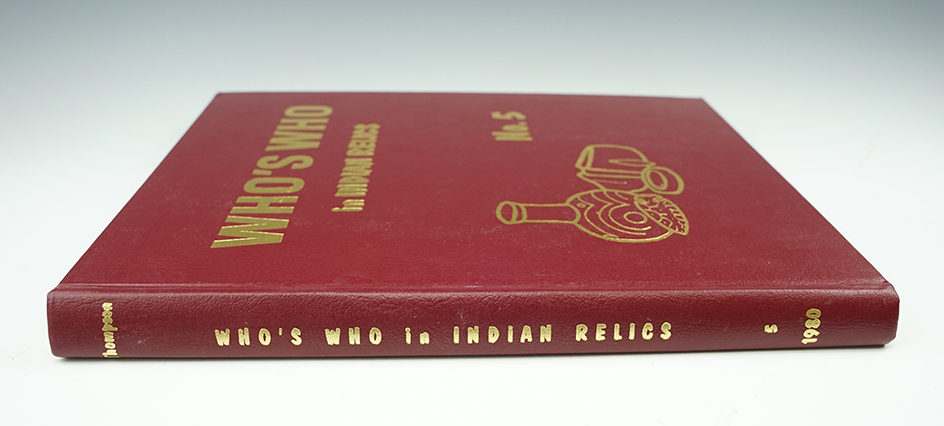 WHO'S WHO
in INDIAN RELICS
No. 5
Thompson
WHO'S WHO in INDIAN RELICS
5
1980